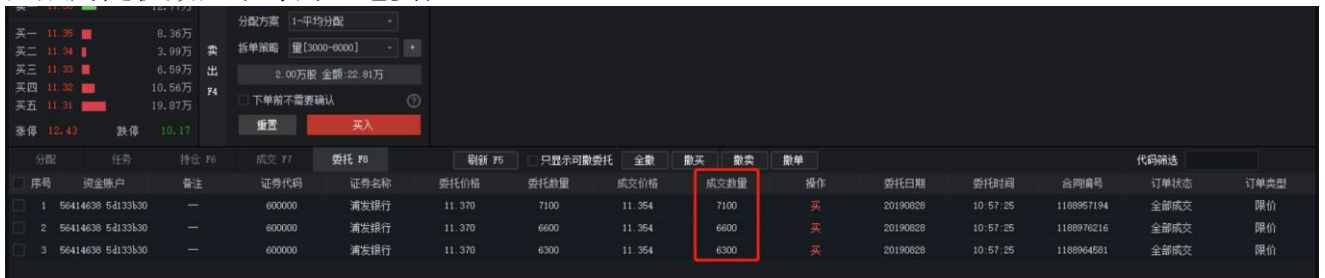 分配方案 1-平均分配
买一 11.35 8.36万
买二 11.34 3.99万 卖
拆单策略 量[3000-8000] +
买三 11.33 6.59万 出
2.00万股 金额:22.81万
买四 11.32 10.56万 F4
买五 11.31 19.87万
下单前不需要确认 ?
涨停 12.43 跌停 10.17
重置 买入
分配 任务 持仓 F6 成交 F7 委托 F8 刷新 F5 只显示可撤委托 全撤 撤买 撤卖 撤单 代码筛选
序号 资金账户 备注 证券代码 证券名称 委托价格 委托数量 成交价格 成交数量 操作 委托日期 委托时间 合同编号 订单状态 订单类型
1 56414638 5d133b30 — 600000 浦发银行 11.370 7100 11.354 7100 买 20190828 10:57:25 1188957194 全部成交 限价
2 56414638 5d133b30 — 600000 浦发银行 11.370 6600 11.354 6600 买 20190828 10:57:25 1188976216 全部成交 限价
3 56414638 5d133b30 — 600000 浦发银行 11.370 6300 11.354 6300 买 20190828 10:57:25 1188964581 全部成交 限价